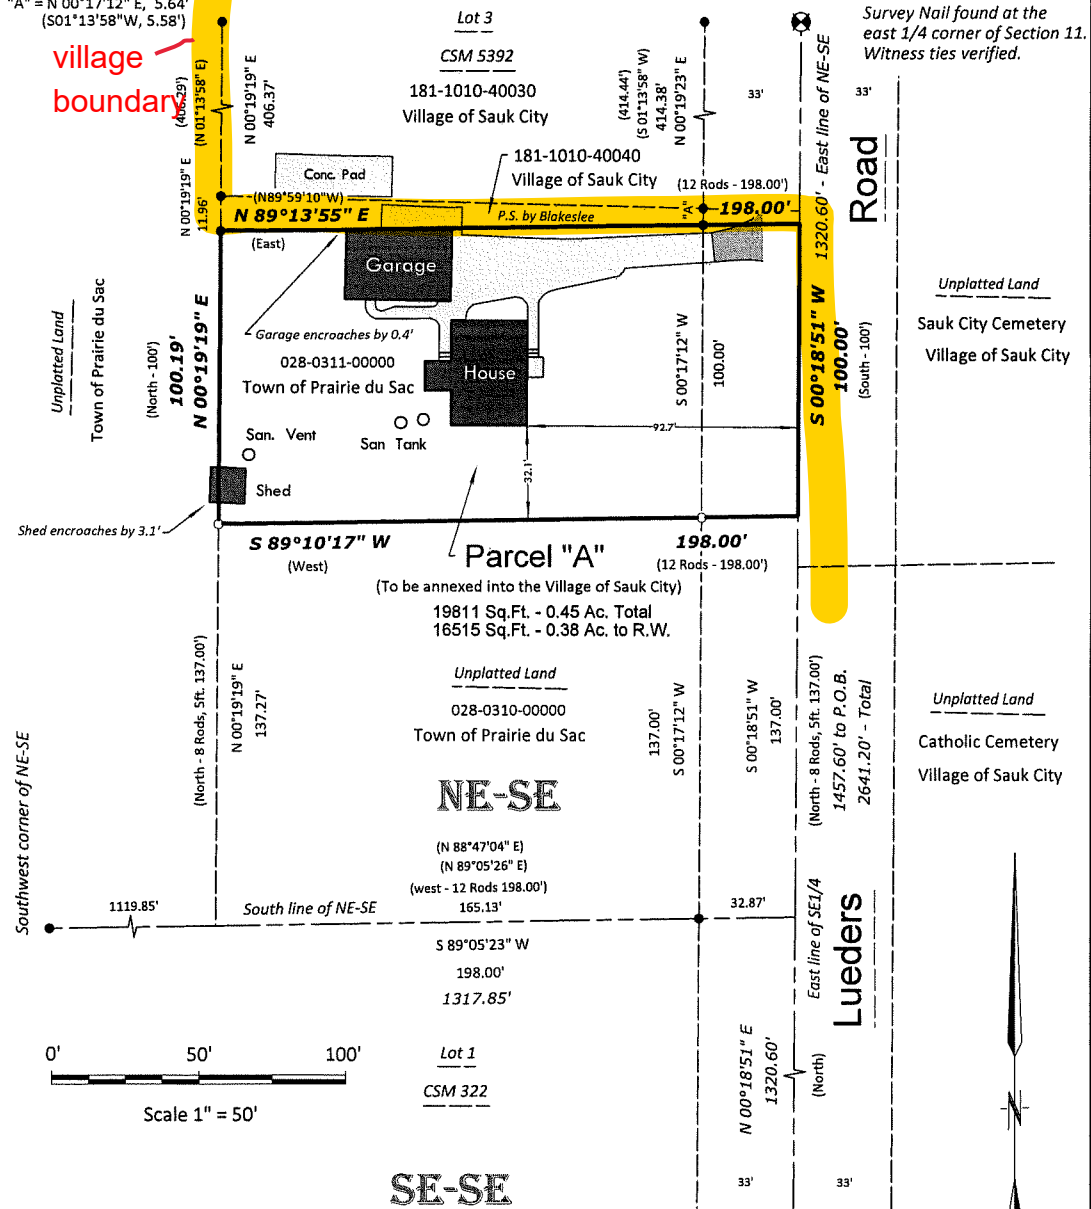 "A" = N 00°17'12" E, 5.64'
(S01°13'58"W, 5.58')
village
boundary
(N 01°13'58" E)
N 00°19'19" E
406.37'
N 00°19'19" E
11.96'
Lot 3
CSM 5392
181-1010-40030
Village of Sauk City
(414.44')
(S 01°13'58" W)
414.38'
N 00°19'23" E
33'
33'
Survey Nail found at the
east 1/4 corner of Section 11.
Witness ties verified.
1320.60' - East line of NE-SE
Road
Conc. Pad
181-1010-40040
Village of Sauk City
(12 Rods - 198.00')
(N89°59'10"W)
N 89°13'55" E
P.S. by Blakeslee
"A"
198.00'
(East)
Garage
Garage encroaches by 0.4'
028-0311-00000
Town of Prairie du Sac
House
San. Vent
San Tank
Shed
Shed encroaches by 3.1'
Unplatted Land
Town of Prairie du Sac
(North - 100')
100.19'
N 00°19'19" E
S 00°17'12" W
100.00'
92.7'
32.1'
S 00°18'51" W
100.00'
(South - 100')
Unplatted Land
Sauk City Cemetery
Village of Sauk City
S 89°10'17" W
(West)
Parcel "A"
198.00'
(12 Rods - 198.00')
(To be annexed into the Village of Sauk City)
19811 Sq.Ft. - 0.45 Ac. Total
16515 Sq.Ft. - 0.38 Ac. to R.W.
Unplatted Land
028-0310-00000
Town of Prairie du Sac
(North - 8 Rods, 5ft. 137.00')
N 00°19'19" E
137.27'
137.00'
S 00°17'12" W
S 00°18'51" W
137.00'
(North - 8 Rods, 5ft. 137.00')
1457.60' to P.O.B.
2641.20' - Total
Unplatted Land
Catholic Cemetery
Village of Sauk City
NE-SE
Southwest corner of NE-SE
(N 88°47'04" E)
(N 89°05'26" E)
(west - 12 Rods 198.00')
1119.85'
South line of NE-SE
165.13'
32.87'
S 89°05'23" W
198.00'
1317.85'
East line of SE1/4
Lueders
0'
50'
100'
Scale 1" = 50'
Lot 1
CSM 322
N 00°18'51" E
1320.60'
(North)
N
SE-SE
33'
33'